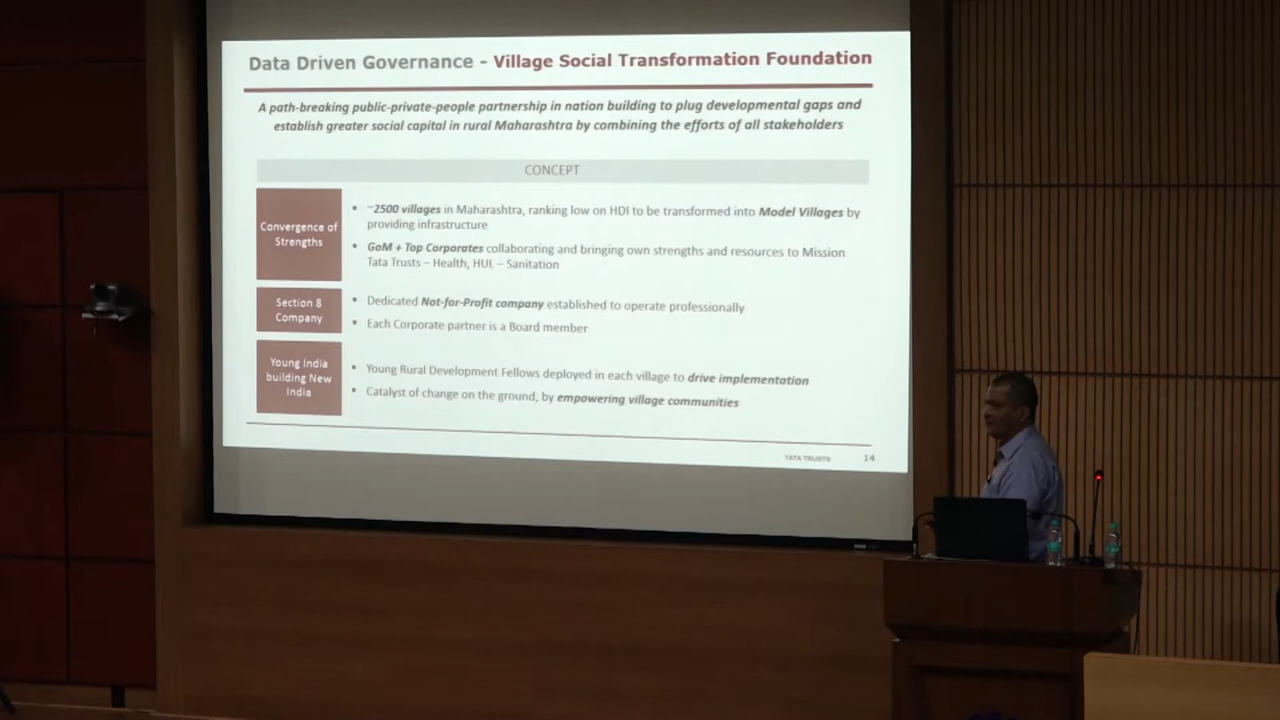 Data Driven Governance - Village Social Transformation Foundation
A path-breaking public-private-people partnership in nation building to plug developmental gaps and
establish greater social capital in rural Maharashtra by combining the efforts of all stakeholders
CONCEPT
Convergence of
Strengths
• ~2500 villages in Maharashtra, ranking low on HDI to be transformed into Model Villages by
providing infrastructure
• GoM + Top Corporates collaborating and bringing own strengths and resources to Mission
Tata Trusts – Health, HUL – Sanitation
Section 8
Company
• Dedicated Not-for-Profit company established to operate professionally
• Each Corporate partner is a Board member
Young India
building New
India
• Young Rural Development Fellows deployed in each village to drive implementation
• Catalyst of change on the ground, by empowering village communities
TATA TRUSTS
14